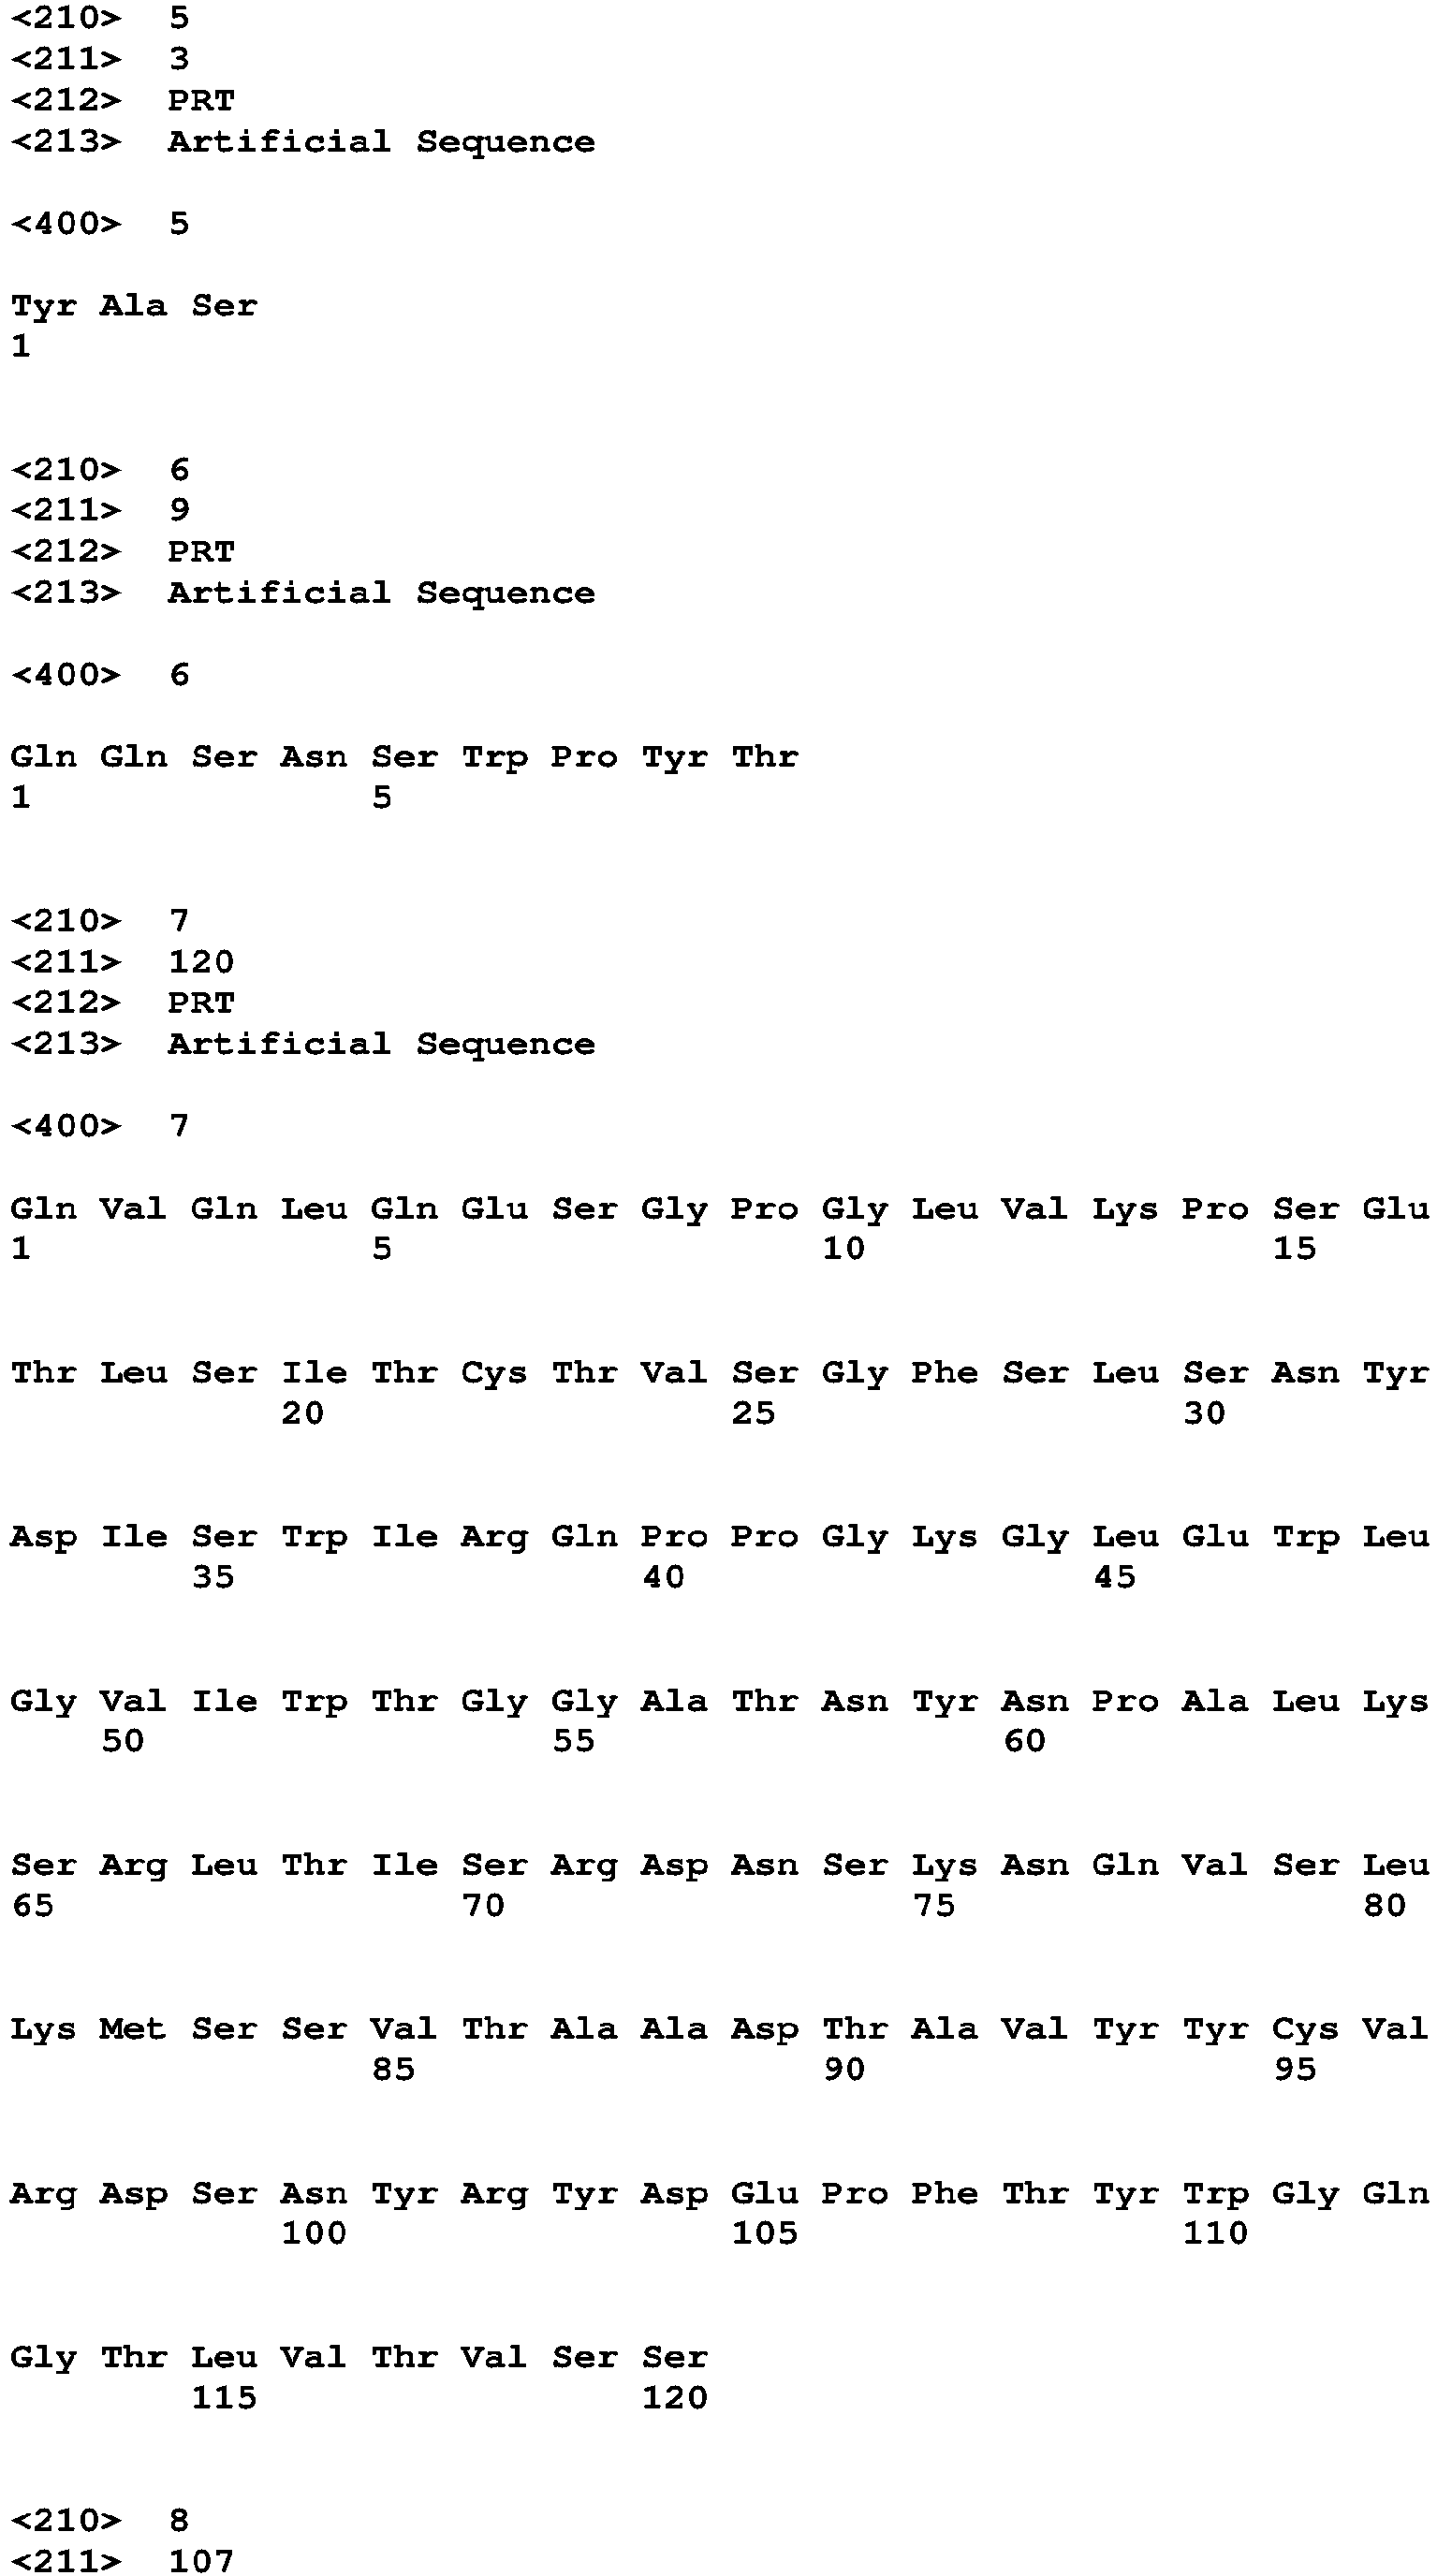 <210> 5
<211> 3
<212> PRT
<213> Artificial Sequence
<400> 5
Tyr Ala Ser
1
<210> 6
<211> 9
<212> PRT
<213> Artificial Sequence
<400> 6
Gln Gln Ser Asn Ser Trp Pro Tyr Thr
1 5
<210> 7
<211> 120
<212> PRT
<213> Artificial Sequence
<400> 7
Gln Val Gln Leu Gln Glu Ser Gly Pro Gly Leu Val Lys Pro Ser Glu
1 5 10 15
Thr Leu Ser Ile Thr Cys Thr Val Ser Gly Phe Ser Leu Ser Asn Tyr
20 25 30
Asp Ile Ser Trp Ile Arg Gln Pro Pro Gly Lys Gly Leu Glu Trp Leu
35 40 45
Gly Val Ile Trp Thr Gly Gly Ala Thr Asn Tyr Asn Pro Ala Leu Lys
50 55 60
Ser Arg Leu Thr Ile Ser Arg Asp Asn Ser Lys Asn Gln Val Ser Leu
65 70 75 80
Lys Met Ser Ser Val Thr Ala Ala Asp Thr Ala Val Tyr Tyr Cys Val
85 90 95
Arg Asp Ser Asn Tyr Arg Tyr Asp Glu Pro Phe Thr Tyr Trp Gly Gln
100 105 110
Gly Thr Leu Val Thr Val Ser Ser
115 120
<210> 8
<211> 107